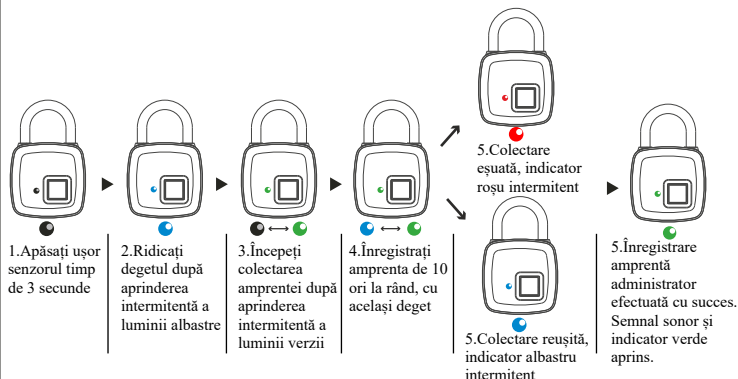 1.Apăsați ușor
senzorul timp
de 3 secunde
2.Ridicați
degetul după
aprinderea
intermitentă a
luminii albastre
3.Începeți
colectarea
amprentei după
aprinderea
intermitentă a
luminii verzii
4.Înregistrați
amprenta de 10
ori la rând, cu
același deget
5.Colectare
eșuată, indicator
roșu intermitent
5.Colectare reușită,
indicator albastru
intermitent
5.Înregistrare
amprentă
administrator
efectuată cu succes.
Semnal sonor și
indicator verde
aprins.